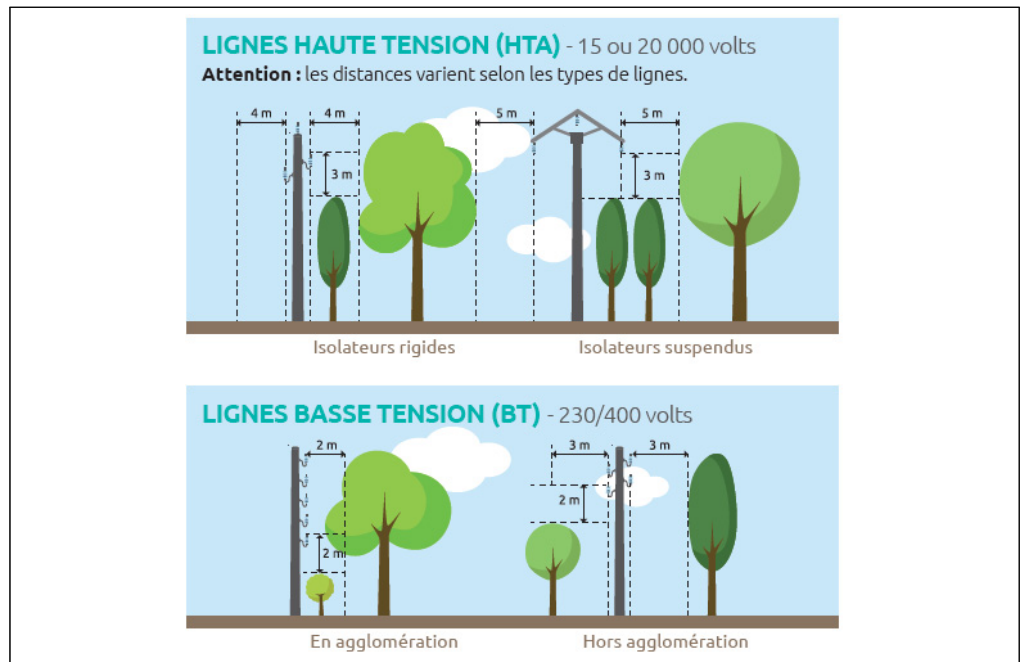 LIGNES HAUTE TENSION (HTA) - 15 ou 20 000 volts
Attention : les distances varient selon les types de lignes.
4 m 4 m 5 m 5 m
3 m 3 m
Isolateurs rigides Isolateurs suspendus
LIGNES BASSE TENSION (BT) - 230/400 volts
2 m 3 m 3 m
2 m
2 m
En agglomération Hors agglomération